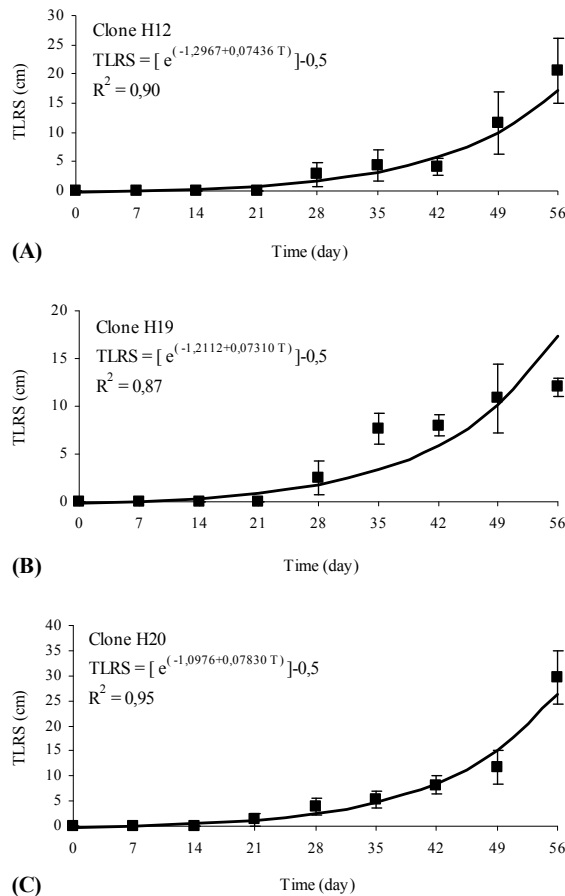 Clone H12
TLRS = [ e^(-1,2967+0,07436 T) ]-0,5
R² = 0,90
TLRS (cm)
30
25
20
15
10
5
0
0 7 14 21 28 35 42 49 56
Time (day)
(A)
Clone H19
TLRS = [ e^(-1,2112+0,07310 T) ]-0,5
R² = 0,87
TLRS (cm)
20
15
10
5
0
0 7 14 21 28 35 42 49 56
Time (day)
(B)
Clone H20
TLRS = [ e^(-1,0976+0,07830 T) ]-0,5
R² = 0,95
TLRS (cm)
40
35
30
25
20
15
10
5
0
0 7 14 21 28 35 42 49 56
Time (day)
(C)